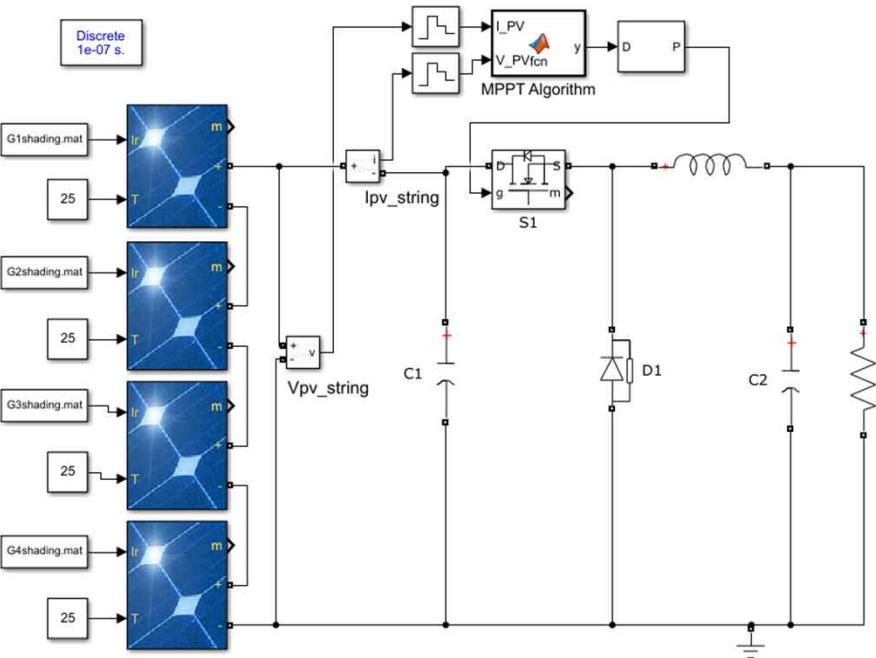 Discrete
1e-07 s.
I_PV
V_PVfcn
y
MPPT Algorithm
D
P
G1shading.mat
Ir
m
+
25
T
-
+
i
-
Ipv_string
D
S
g
m
S1
+
G2shading.mat
Ir
m
+
25
T
-
+
-
v
Vpv_string
+
C1
D1
+
C2
+
G3shading.mat
Ir
m
+
25
T
-
G4shading.mat
Ir
m
+
25
T
-